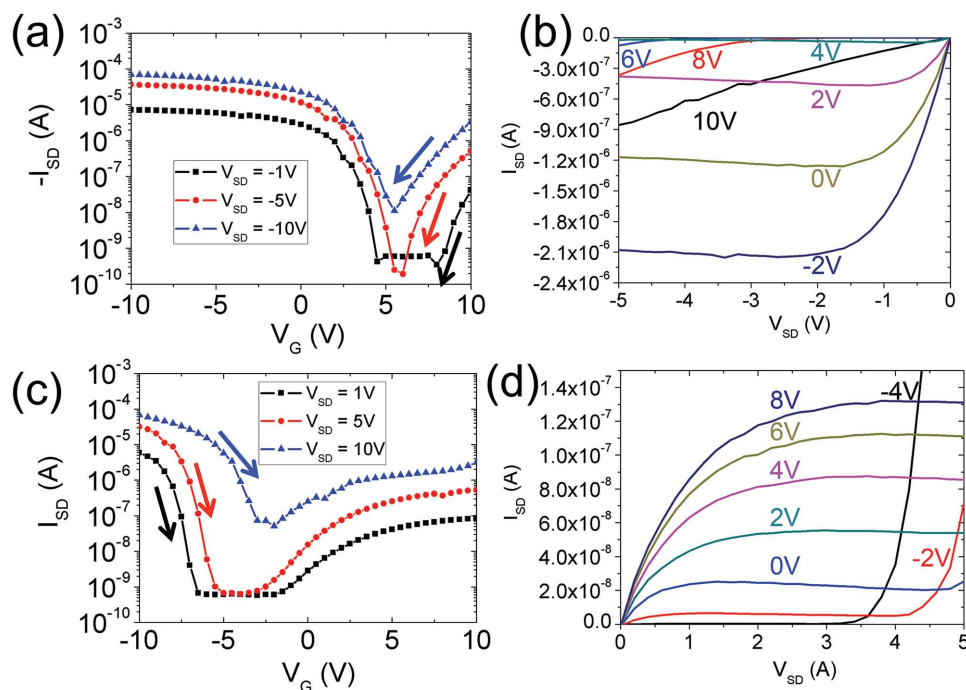 (a)
-I_SD (A)
10^-3
10^-4
10^-5
10^-6
10^-7
10^-8
10^-9
10^-10
V_SD = -1V
V_SD = -5V
V_SD = -10V
-10 -5 0 5 10
V_G (V)
(b)
I_SD (A)
0.0
-3.0x10^-7
-6.0x10^-7
-9.0x10^-7
-1.2x10^-6
-1.5x10^-6
-1.8x10^-6
-2.1x10^-6
-2.4x10^-6
6V
8V
4V
2V
10V
0V
-2V
-5 -4 -3 -2 -1 0
V_SD (V)
(c)
I_SD (A)
10^-3
10^-4
10^-5
10^-6
10^-7
10^-8
10^-9
10^-10
V_SD = 1V
V_SD = 5V
V_SD = 10V
-10 -5 0 5 10
V_G (V)
(d)
I_SD (A)
1.4x10^-7
1.2x10^-7
1.0x10^-7
8.0x10^-8
6.0x10^-8
4.0x10^-8
2.0x10^-8
0.0
-4V
8V
6V
4V
2V
0V
-2V
0 1 2 3 4 5
V_SD (A)